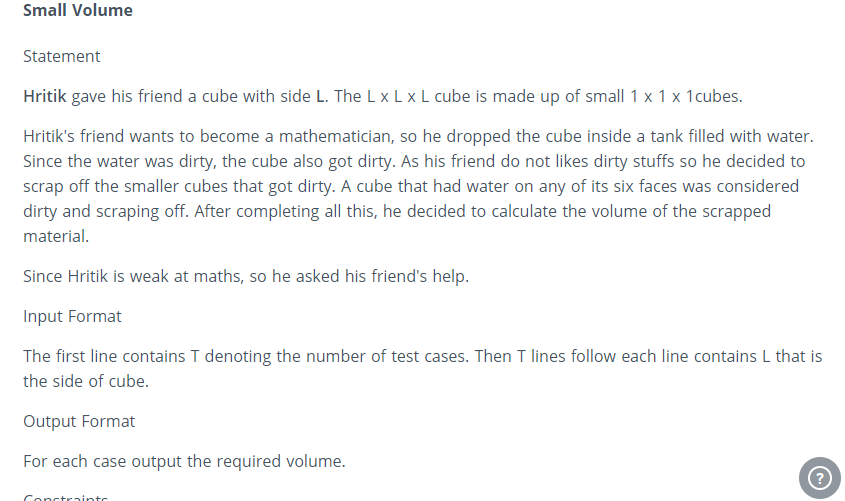 Small Volume
Statement
Hritik gave his friend a cube with side L. The L x L x L cube is made up of small 1 x 1 x 1cubes.
Hritik's friend wants to become a mathematician, so he dropped the cube inside a tank filled with water.
Since the water was dirty, the cube also got dirty. As his friend do not likes dirty stuffs so he decided to
scrap off the smaller cubes that got dirty. A cube that had water on any of its six faces was considered
dirty and scraping off. After completing all this, he decided to calculate the volume of the scrapped
material.
Since Hritik is weak at maths, so he asked his friend's help.
Input Format
The first line contains T denoting the number of test cases. Then T lines follow each line contains L that is
the side of cube.
Output Format
For each case output the required volume.
?
Constraints